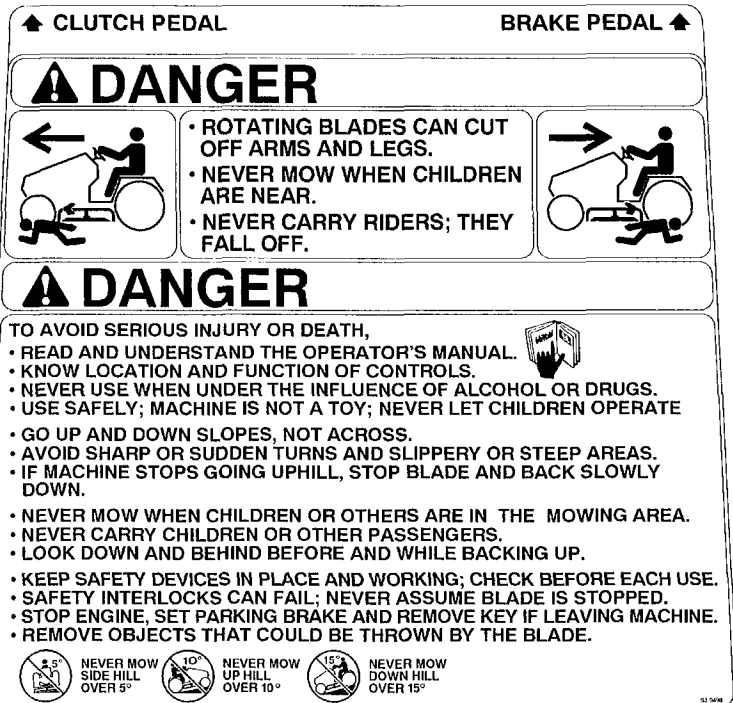 CLUTCH PEDAL
BRAKE PEDAL
DANGER
• ROTATING BLADES CAN CUT
OFF ARMS AND LEGS.
• NEVER MOW WHEN CHILDREN
ARE NEAR.
• NEVER CARRY RIDERS; THEY
FALL OFF.
DANGER
TO AVOID SERIOUS INJURY OR DEATH,
• READ AND UNDERSTAND THE OPERATOR'S MANUAL.
• KNOW LOCATION AND FUNCTION OF CONTROLS.
• NEVER USE WHEN UNDER THE INFLUENCE OF ALCOHOL OR DRUGS.
• USE SAFELY; MACHINE IS NOT A TOY; NEVER LET CHILDREN OPERATE
• GO UP AND DOWN SLOPES, NOT ACROSS.
• AVOID SHARP OR SUDDEN TURNS AND SLIPPERY OR STEEP AREAS.
• IF MACHINE STOPS GOING UPHILL, STOP BLADE AND BACK SLOWLY
DOWN.
• NEVER MOW WHEN CHILDREN OR OTHERS ARE IN THE MOWING AREA.
• NEVER CARRY CHILDREN OR OTHER PASSENGERS.
• LOOK DOWN AND BEHIND BEFORE AND WHILE BACKING UP.
• KEEP SAFETY DEVICES IN PLACE AND WORKING; CHECK BEFORE EACH USE.
• SAFETY INTERLOCKS CAN FAIL; NEVER ASSUME BLADE IS STOPPED.
• STOP ENGINE, SET PARKING BRAKE AND REMOVE KEY IF LEAVING MACHINE.
• REMOVE OBJECTS THAT COULD BE THROWN BY THE BLADE.
5°
NEVER MOW
SIDE HILL
OVER 5°
10°
NEVER MOW
UP HILL
OVER 10°
15°
NEVER MOW
DOWN HILL
OVER 15°